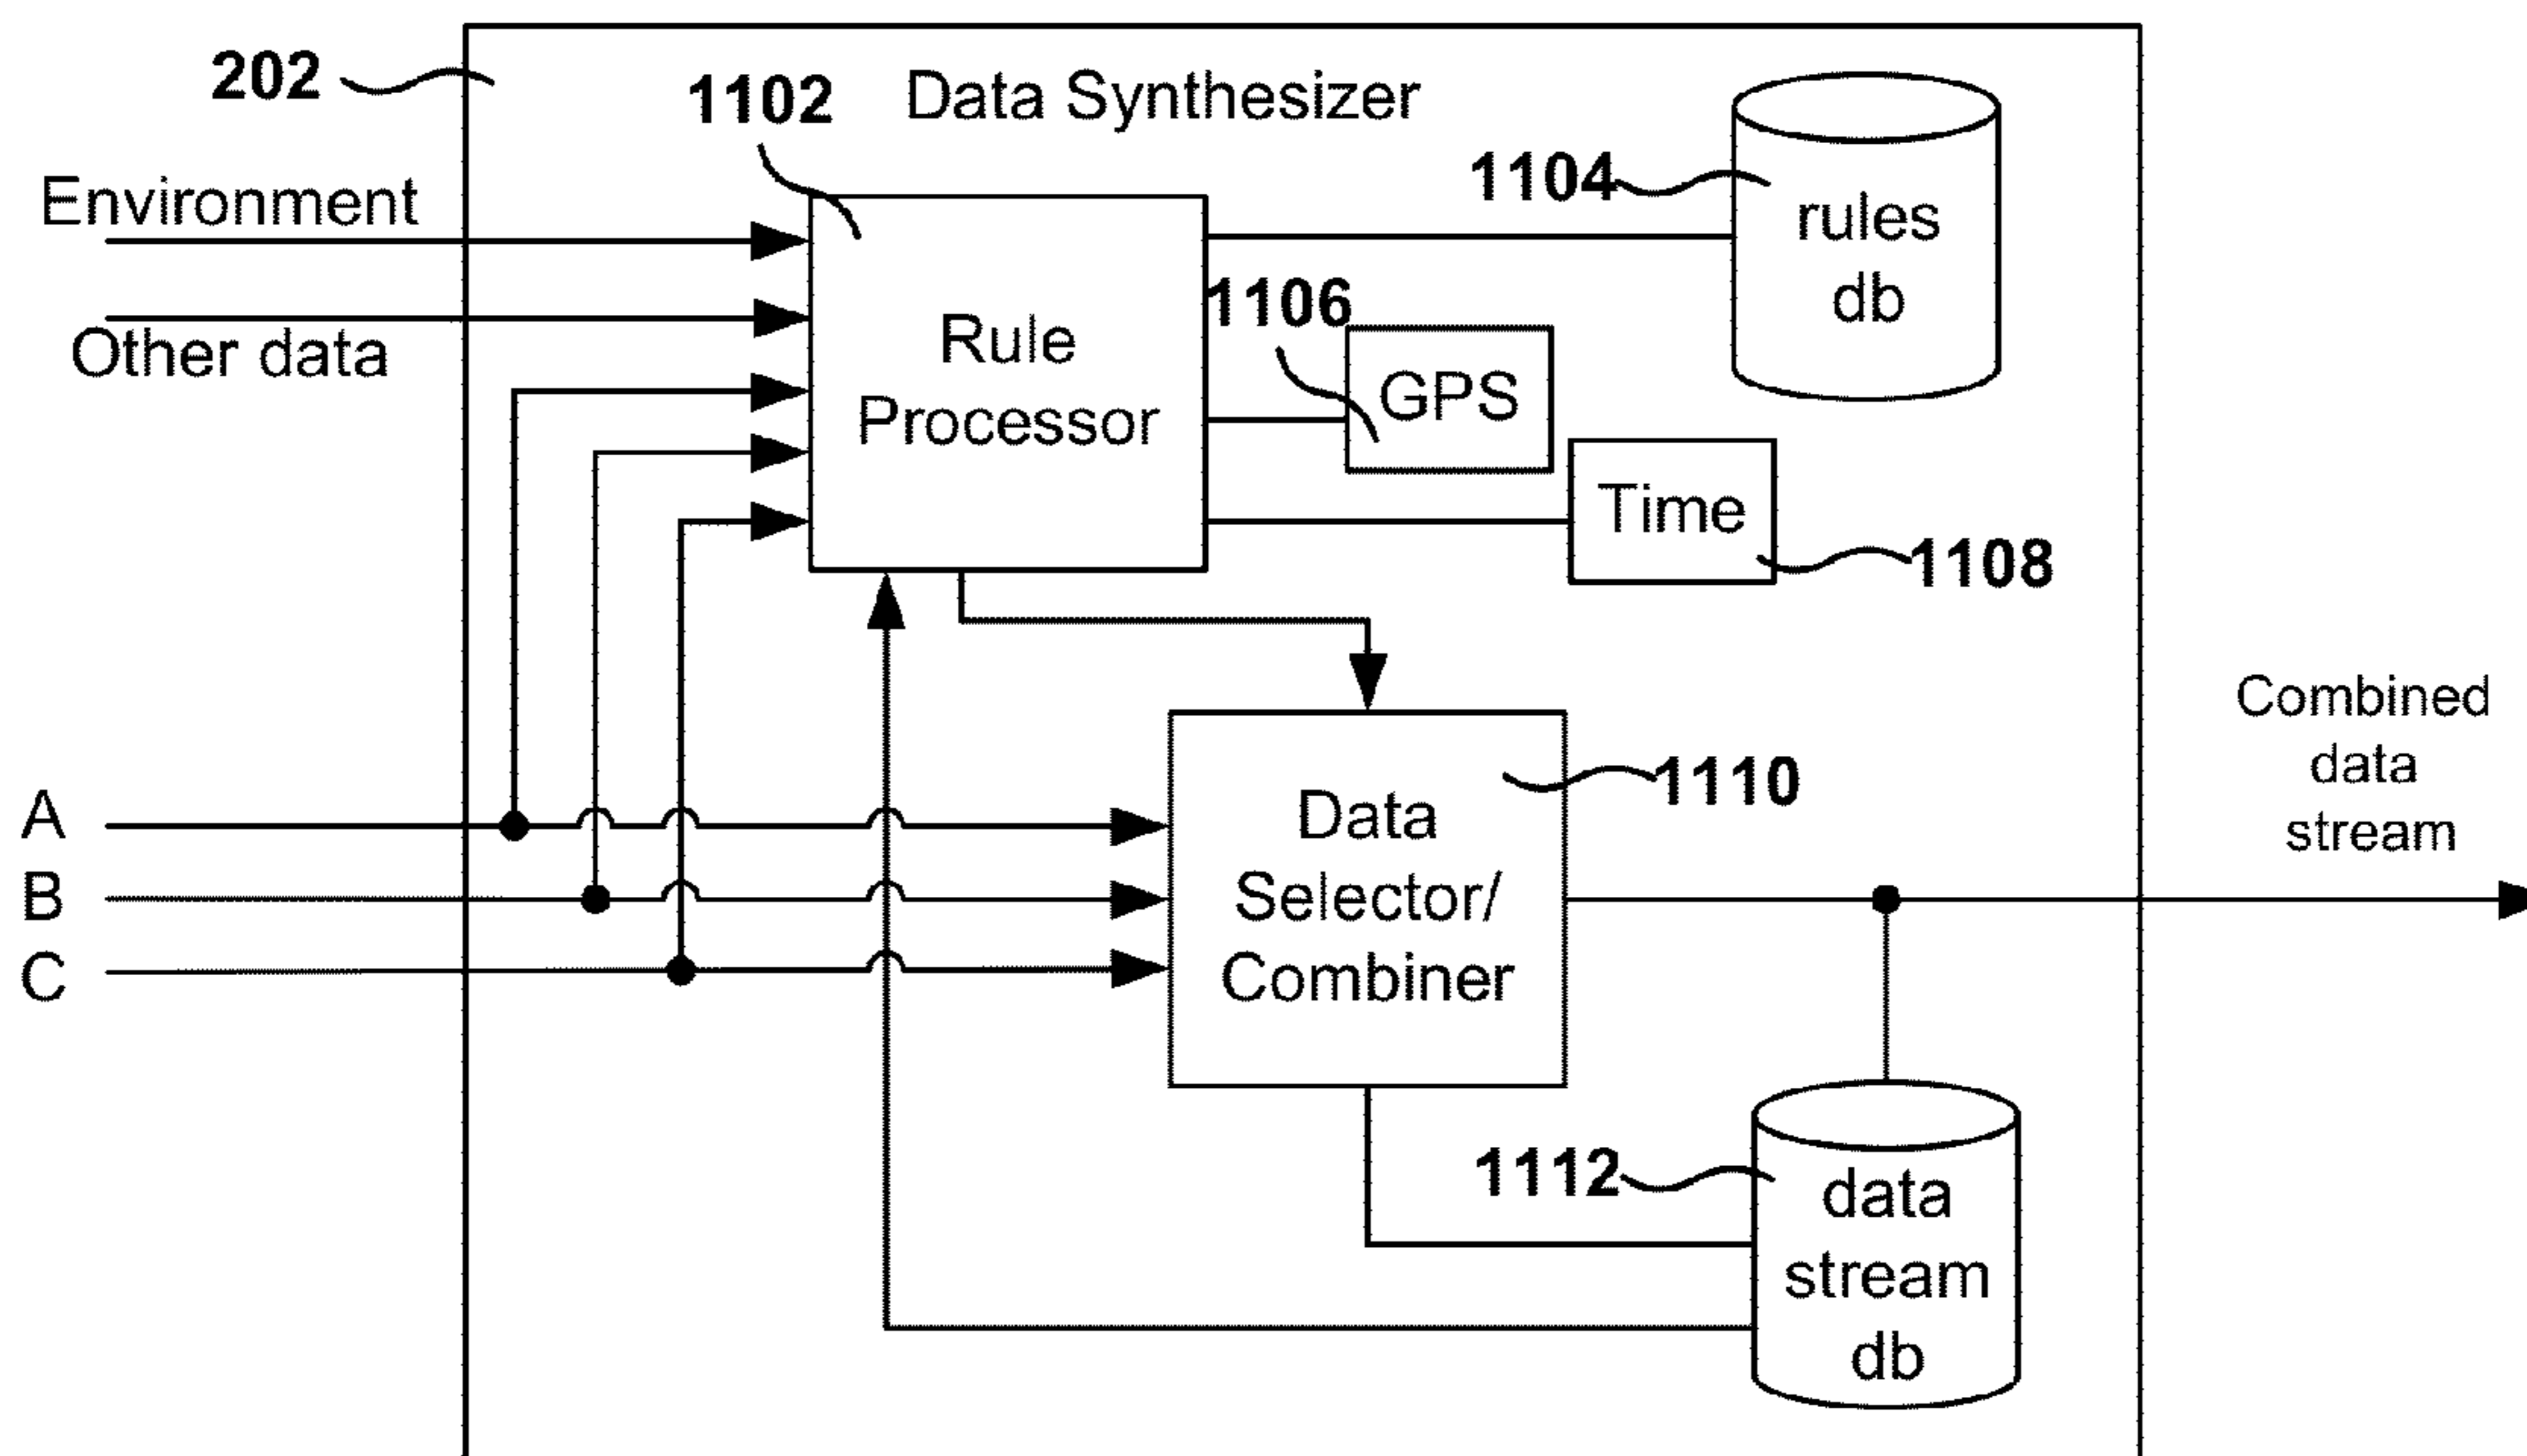 202
1102
Data Synthesizer
Environment
Other data
1104
rules
db
Rule
Processor
1106
GPS
Time
1108
A
B
C
Data
Selector/
Combiner
1110
Combined
data
stream
1112
data
stream
db